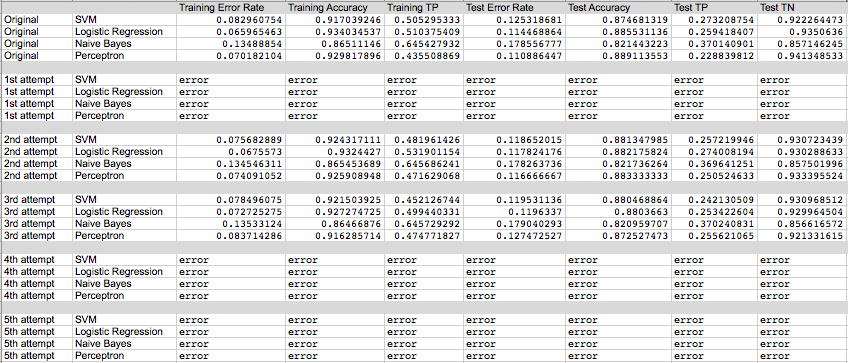 Training Error Rate Training Accuracy Training TP Test Error Rate Test Accuracy Test TP Test TN
Original SVM 0.082960754 0.917039246 0.505295333 0.125318681 0.874681319 0.273208754 0.922264473
Original Logistic Regression 0.065965463 0.934034537 0.510375409 0.114468864 0.885531136 0.259418407 0.9350636
Original Naive Bayes 0.13488854 0.86511146 0.645427932 0.178556777 0.821443223 0.370140901 0.857146245
Original Perceptron 0.070182104 0.929817896 0.435508869 0.110886447 0.889113553 0.228839812 0.941348533
1st attempt SVM error error error error error error error
1st attempt Logistic Regression error error error error error error error
1st attempt Naive Bayes error error error error error error error
1st attempt Perceptron error error error error error error error
2nd attempt SVM 0.075682889 0.924317111 0.481961426 0.118652015 0.881347985 0.257219946 0.930723439
2nd attempt Logistic Regression 0.0675573 0.9324427 0.531901154 0.117824176 0.882175824 0.274008194 0.930288633
2nd attempt Naive Bayes 0.134546311 0.865453689 0.645686241 0.178263736 0.821736264 0.369641251 0.857501996
2nd attempt Perceptron 0.074091052 0.925908948 0.471629068 0.116666667 0.883333333 0.250524633 0.933395524
3rd attempt SVM 0.078496075 0.921503925 0.452126744 0.119531136 0.880468864 0.242130509 0.930968512
3rd attempt Logistic Regression 0.072725275 0.927274725 0.499440331 0.1196337 0.8803663 0.253422604 0.929964504
3rd attempt Naive Bayes 0.13533124 0.86466876 0.645729292 0.179040293 0.820959707 0.370240831 0.856616572
3rd attempt Perceptron 0.083714286 0.916285714 0.474771827 0.127472527 0.872527473 0.255621065 0.921331615
4th attempt SVM error error error error error error error
4th attempt Logistic Regression error error error error error error error
4th attempt Naive Bayes error error error error error error error
4th attempt Perceptron error error error error error error error
5th attempt SVM error error error error error error error
5th attempt Logistic Regression error error error error error error error
5th attempt Naive Bayes error error error error error error error
5th attempt Perceptron error error error error error error error